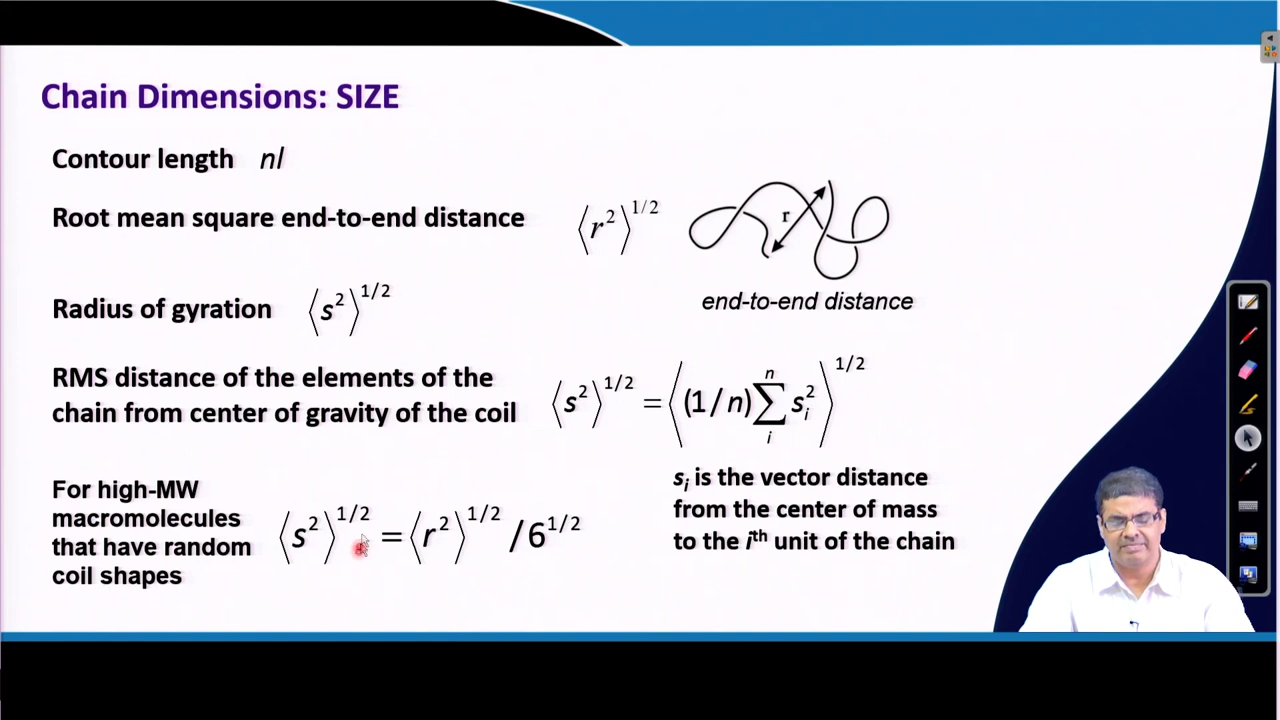 Chain Dimensions: SIZE
Contour length nl
Root mean square end-to-end distance ⟨r²⟩^1/2
r
end-to-end distance
Radius of gyration ⟨s²⟩^1/2
RMS distance of the elements of the
chain from center of gravity of the coil
⟨s²⟩^1/2 = ⟨(1/n)∑_i^n s_i²⟩^1/2
s_i is the vector distance
from the center of mass
to the i^th unit of the chain
For high-MW
macromolecules
that have random
coil shapes
⟨s²⟩^1/2 = ⟨r²⟩^1/2 /6^1/2